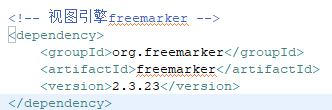 <!-- 视图引擎freemarker -->
<dependency>
<groupId>org.freemarker</groupId>
<artifactId>freemarker</artifactId>
<version>2.3.23</version>
</dependency>